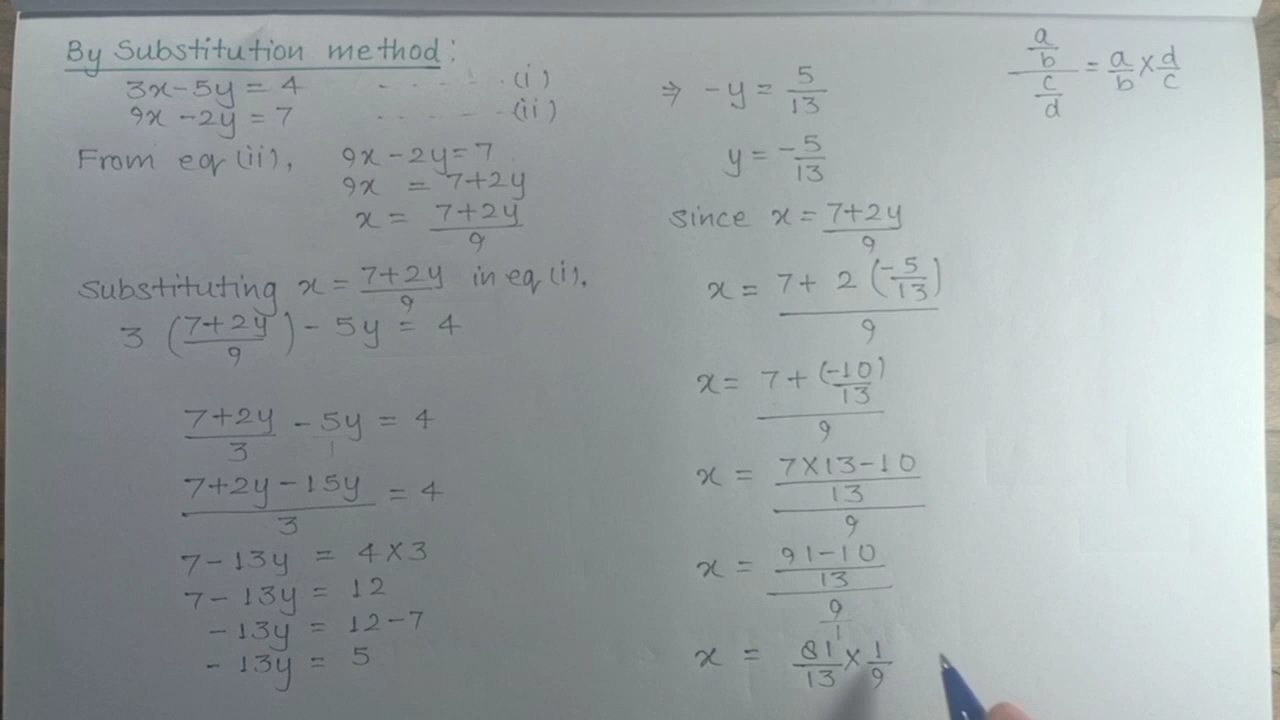 By Substitution method:
3x-5y = 4 - - - - - (i)
9x -2y = 7 - - - - - (ii)
From eq (ii), 9x - 2y = 7
9x = 7+2y
x = 7+2y/9
Substituting x = 7+2y/9 in eq (i),
3 (7+2y/9) - 5y = 4
7+2y/3 - 5y/1 = 4
7+2y-15y/3 = 4
7-13y = 4X3
7-13y = 12
-13y = 12-7
-13y = 5
⇒ -y = 5/13
y = -5/13
since x = 7+2y/9
x = 7+ 2 (-5/13)/9
x = 7+(-10/13)/9
x = 7X13-10/13/9
x = 91-10/13/9/1
x = 81/13 X 1/9
a/b/c/d = a/b X d/c